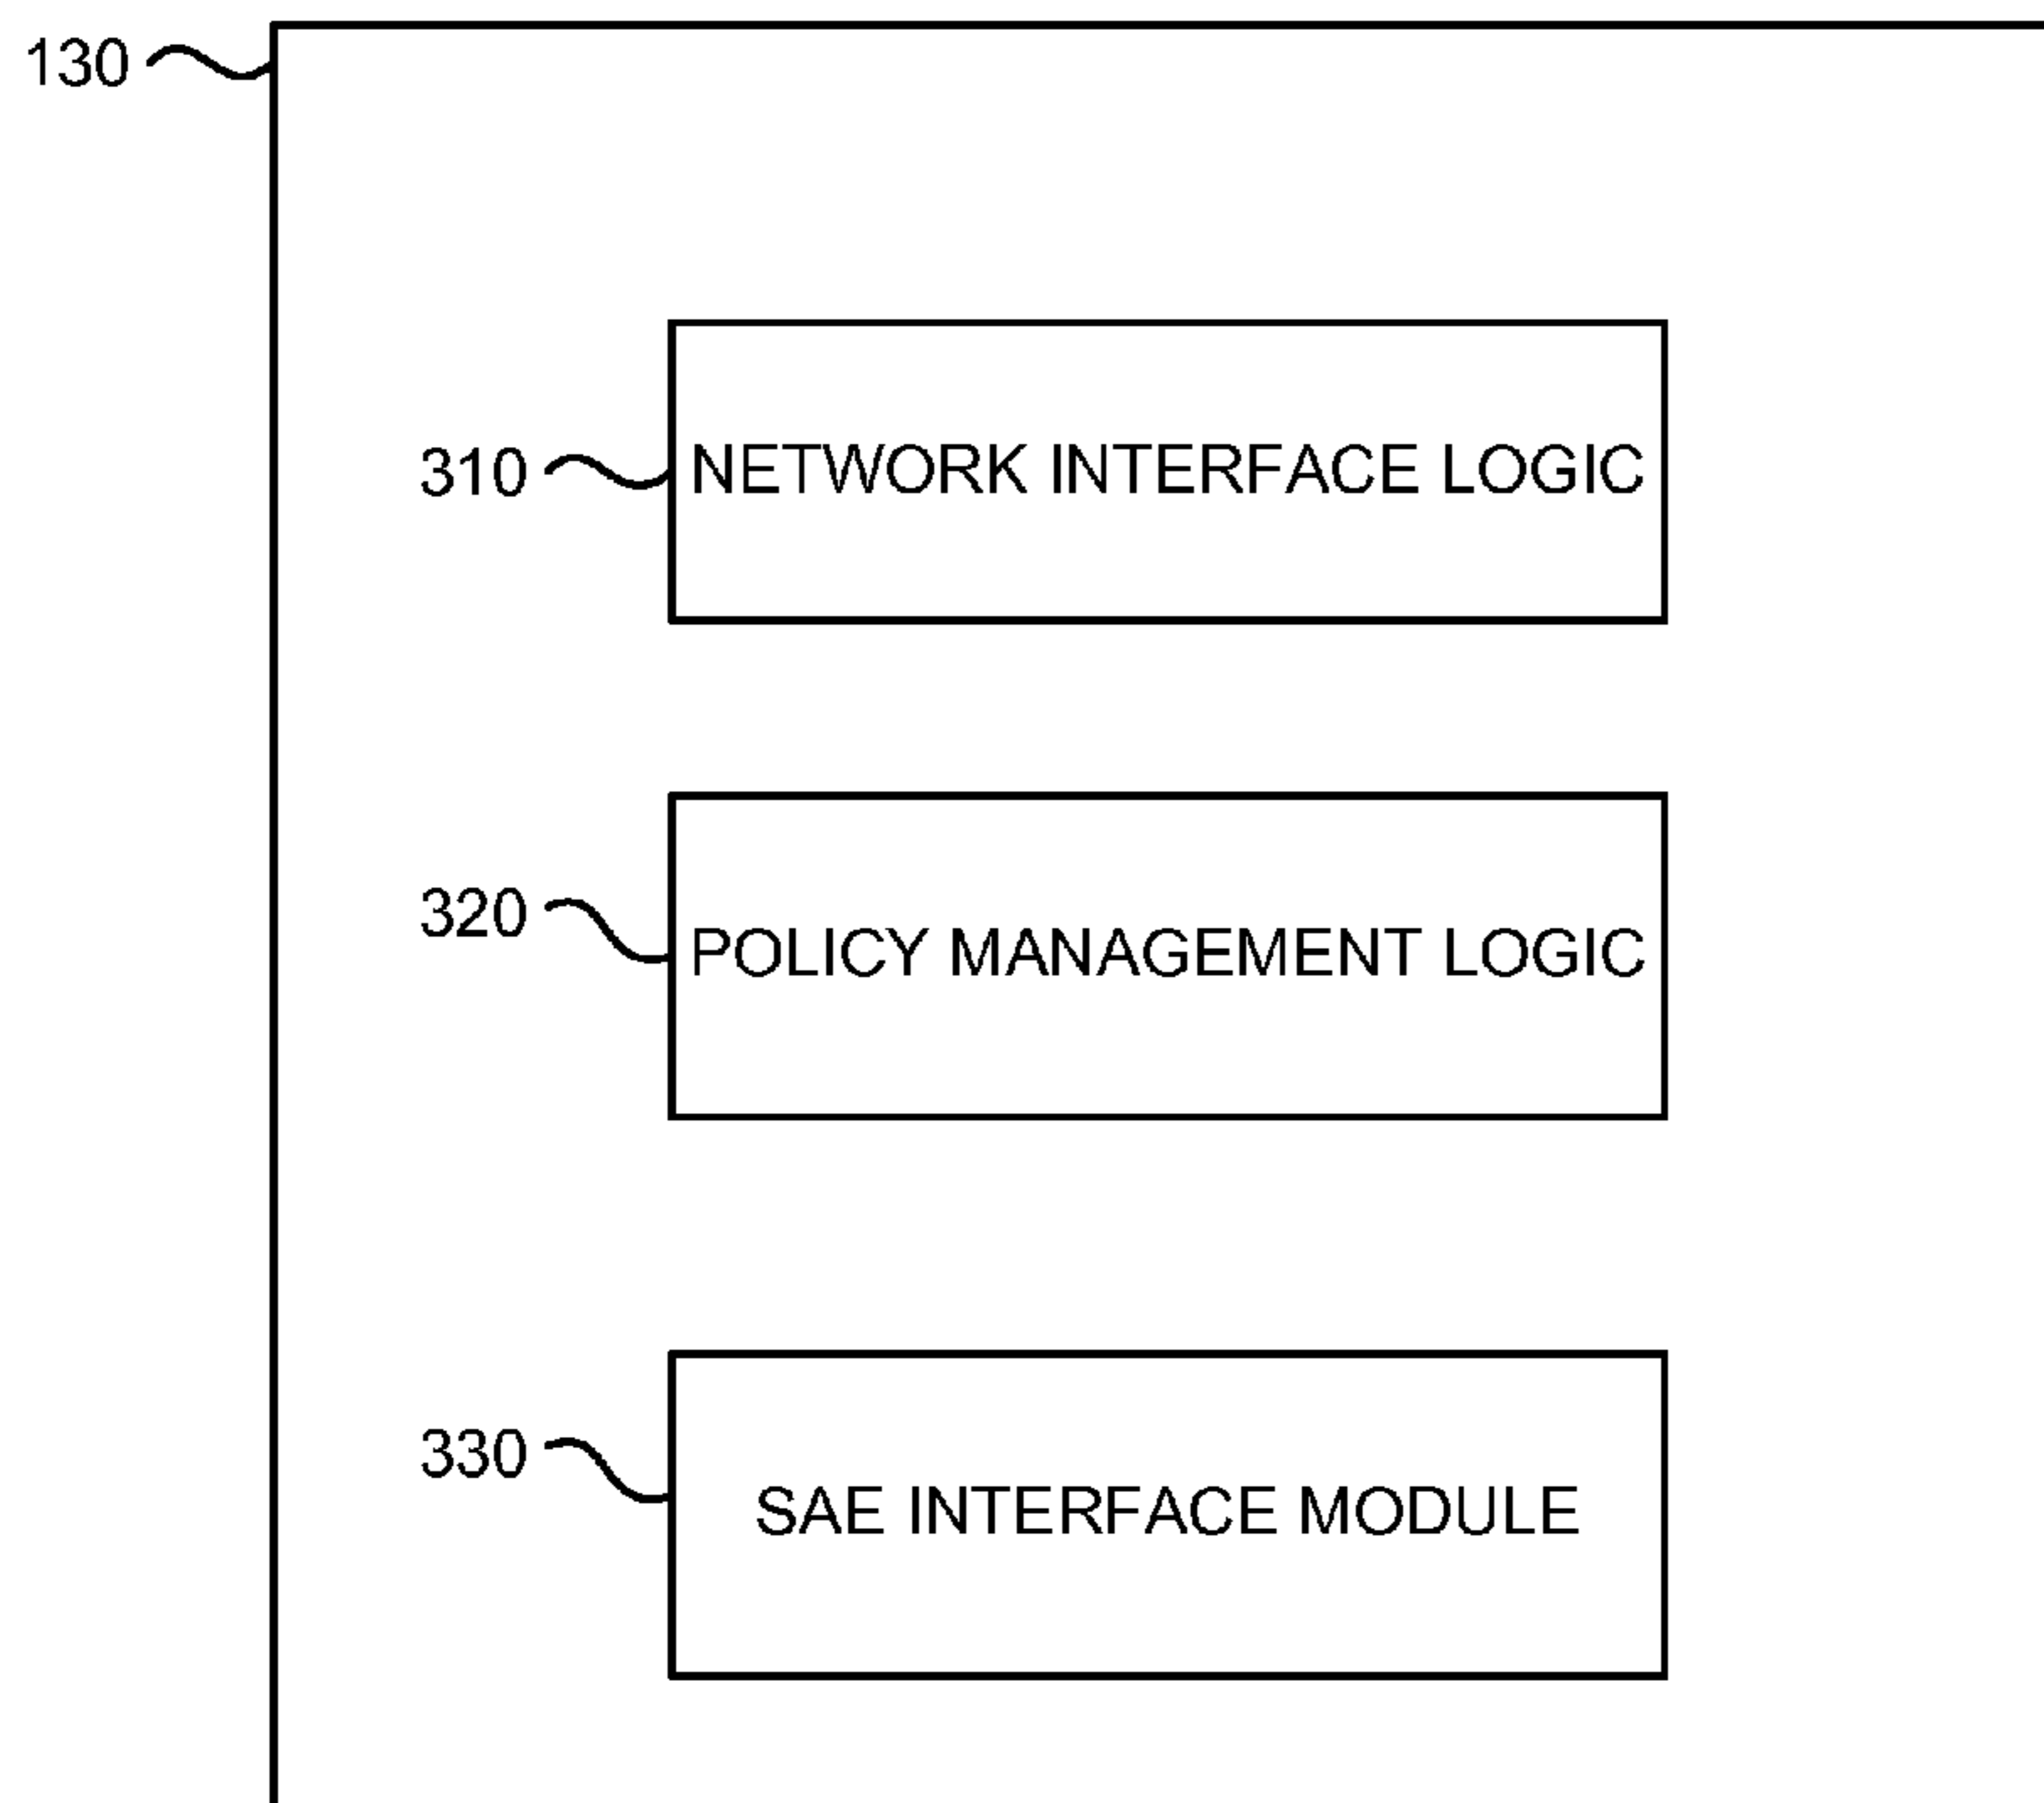 130
310 NETWORK INTERFACE LOGIC
320 POLICY MANAGEMENT LOGIC
330 SAE INTERFACE MODULE